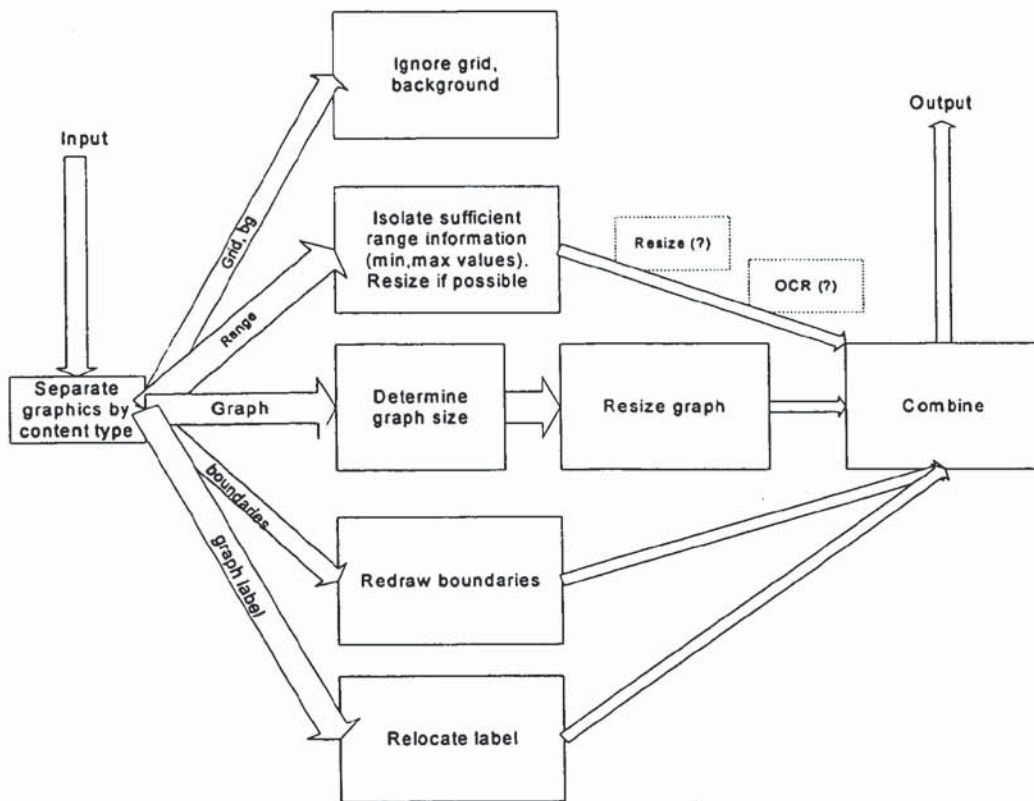 Ignore grid,
background
Output
Input
Grid, bg
Isolate sufficient
range information
(min,max values).
Resize if possible
Resize (?)
OCR (?)
Range
Separate
graphics by
content type
Graph
Determine
graph size
Resize graph
Combine
boundaries
graph label
Redraw boundaries
Relocate label